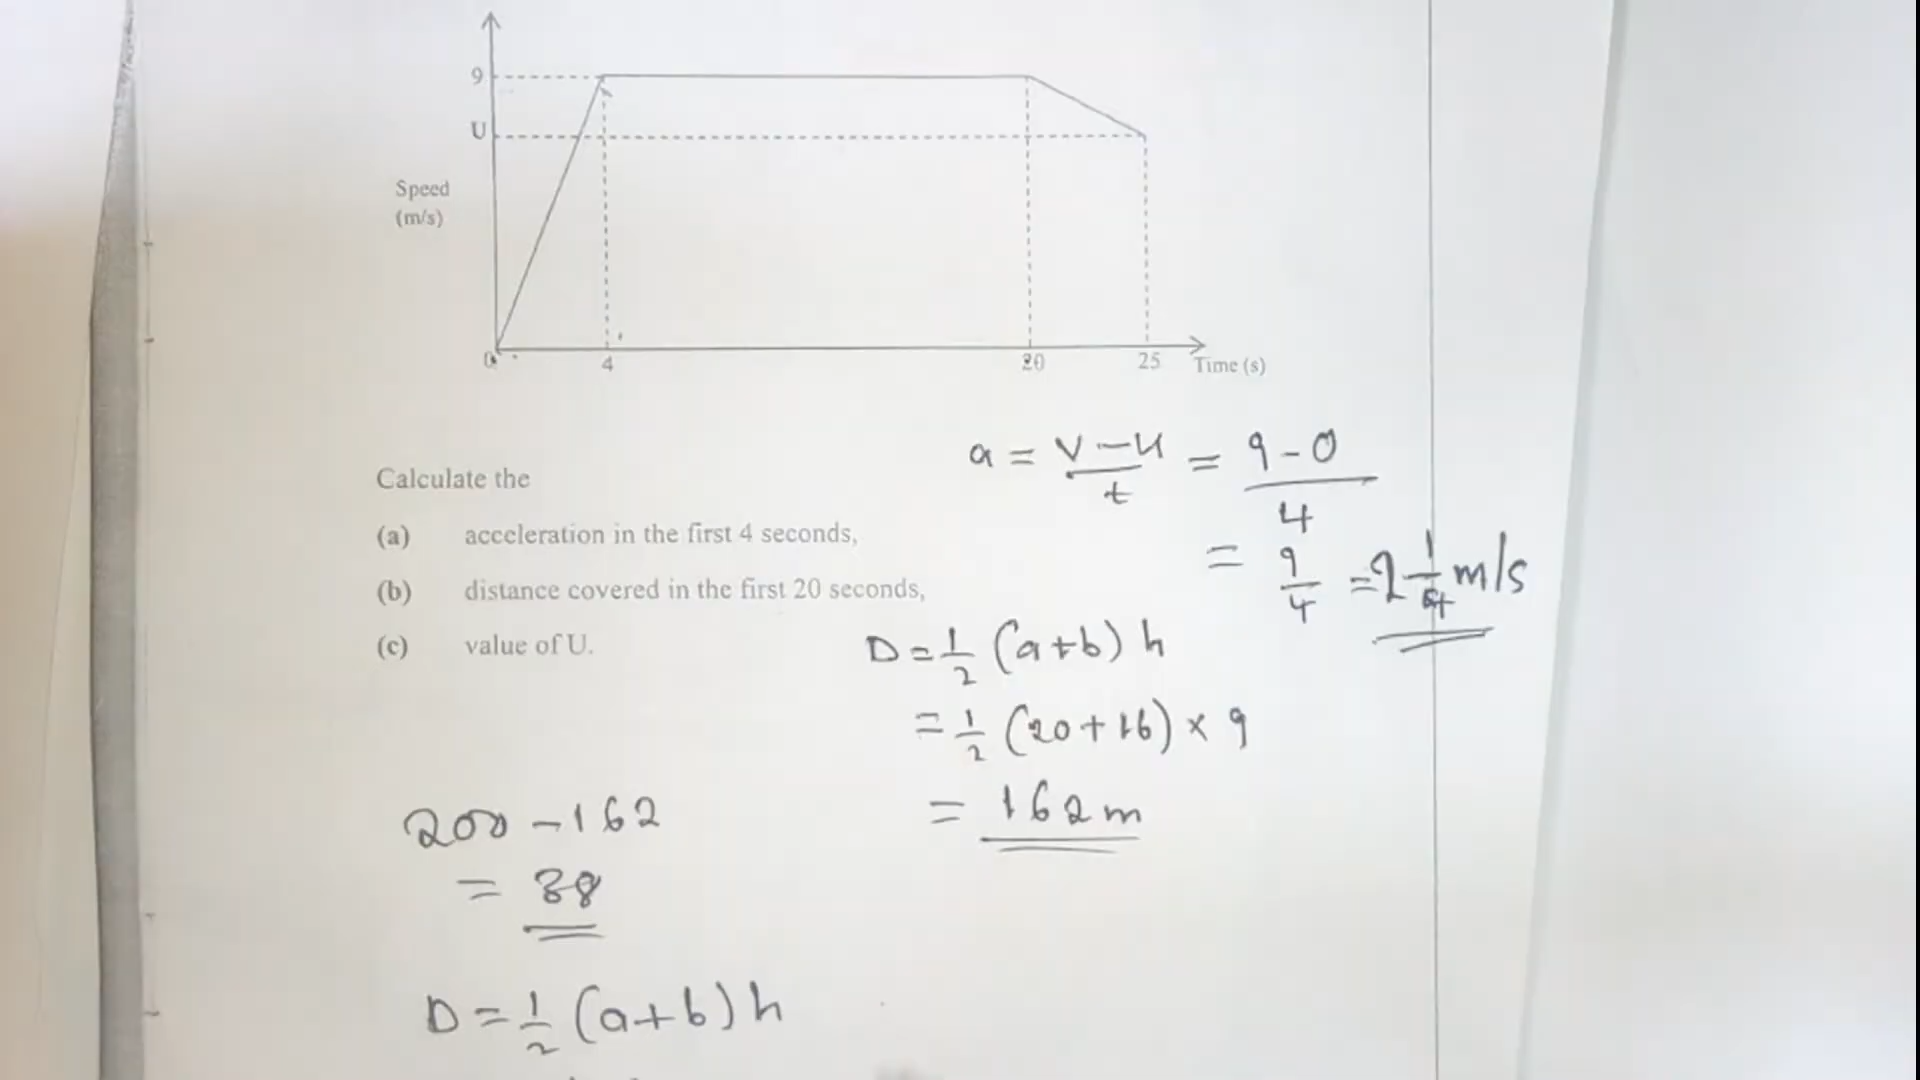 9
U
Speed
(m/s)
0 4 20 25 Time (s)
a = v - u / t = 9 - 0 / 4
= 9/4 = 2 1/4 m/s
Calculate the
(a) acceleration in the first 4 seconds,
(b) distance covered in the first 20 seconds,
(c) value of U.
D = 1/2 (a+b) h
= 1/2 (20+16) × 9
= 162 m
200 - 162
= 38
D = 1/2 (a+b) h